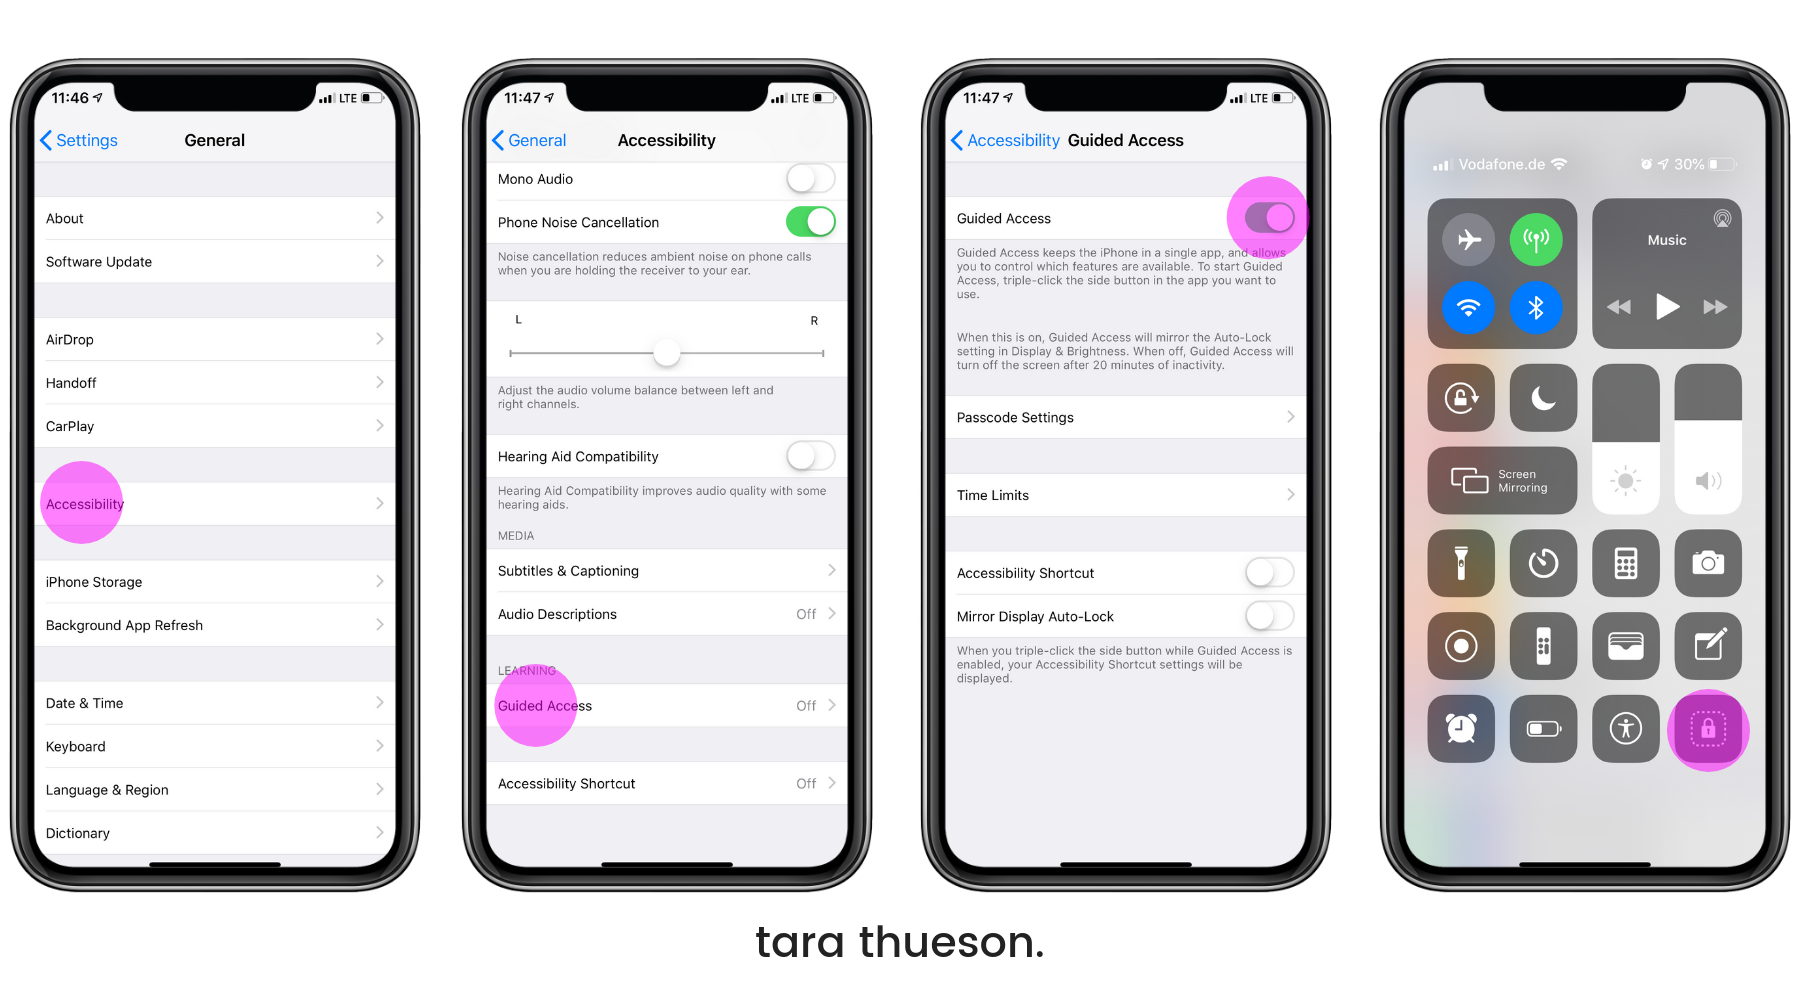 11:46
LTE
Settings
General
About
Software Update
AirDrop
Handoff
CarPlay
Accessibility
iPhone Storage
Background App Refresh
Date & Time
Keyboard
Language & Region
Dictionary
11:47
LTE
General
Accessibility
Mono Audio
Phone Noise Cancellation
Noise cancellation reduces ambient noise on phone calls
when you are holding the receiver to your ear.
L R
Adjust the audio volume balance between left and
right channels.
Hearing Aid Compatibility
Hearing Aid Compatibility improves audio quality with some
hearing aids.
MEDIA
Subtitles & Captioning
Audio Descriptions Off
LEARNING
Guided Access Off
Accessibility Shortcut Off
11:47
LTE
Accessibility
Guided Access
Guided Access
Guided Access keeps the iPhone in a single app, and allows
you to control which features are available. To start Guided
Access, triple-click the side button in the app you want to
use.
When this is on, Guided Access will mirror the Auto-Lock
setting in Display & Brightness. When off, Guided Access will
turn off the screen after 20 minutes of inactivity.
Passcode Settings
Time Limits
Accessibility Shortcut
Mirror Display Auto-Lock
When you triple-click the side button while Guided Access is
enabled, your Accessibility Shortcut settings will be
displayed.
Vodafone.de
30%
Music
Screen
Mirroring
tara thueson.